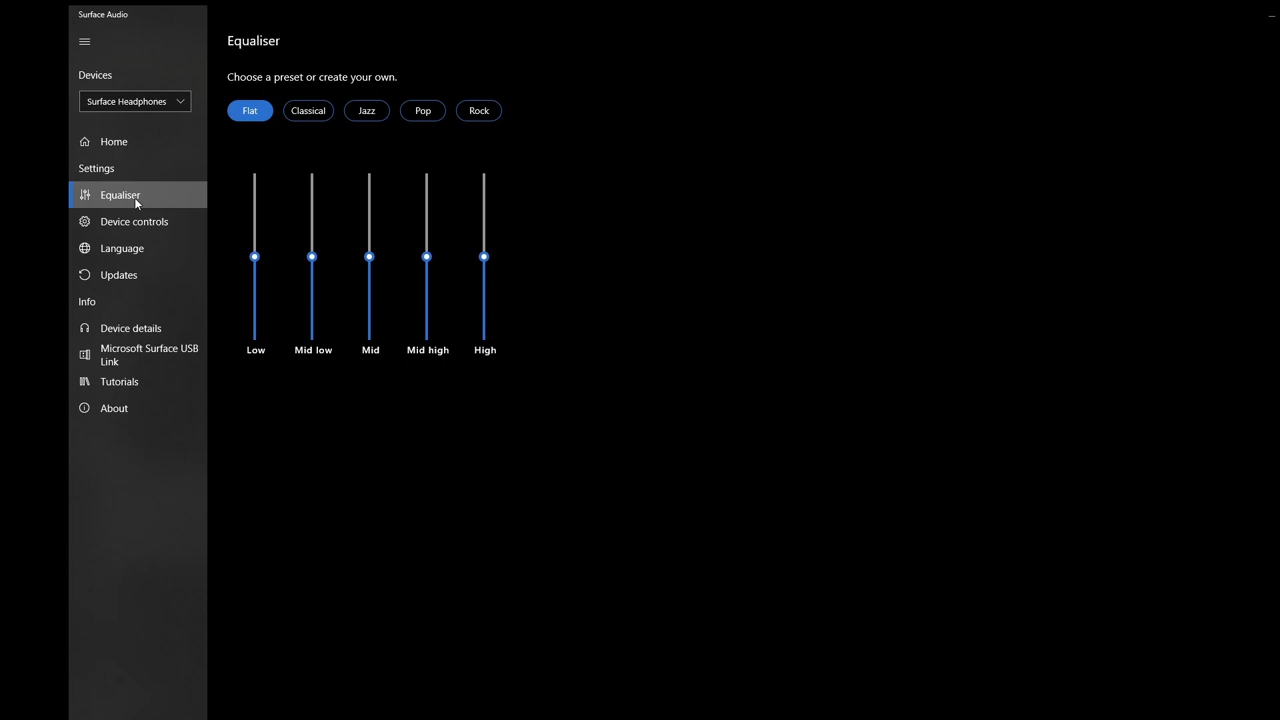 Surface Audio
Devices
Surface Headphones
Home
Settings
Equaliser
Device controls
Language
Updates
Info
Device details
Microsoft Surface USB
Link
Tutorials
About
Equaliser
Choose a preset or create your own.
Flat Classical Jazz Pop Rock
Low Mid low Mid Mid high High